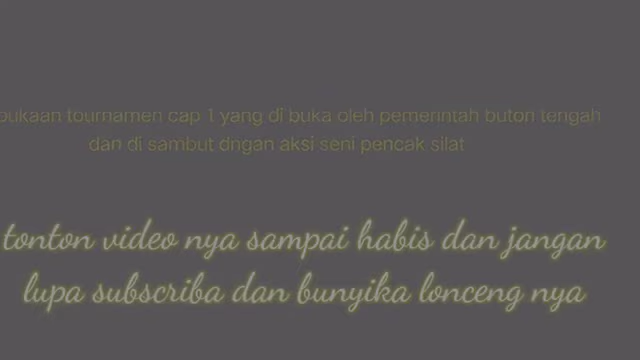 bukaan tournamen cap 1 yang di buka oleh pemerintah buton tengah
dan di sambut dngan aksi seni pencak silat
tonton video nya sampai habis dan jangan
lupa subscriba dan bunyika lonceng nya